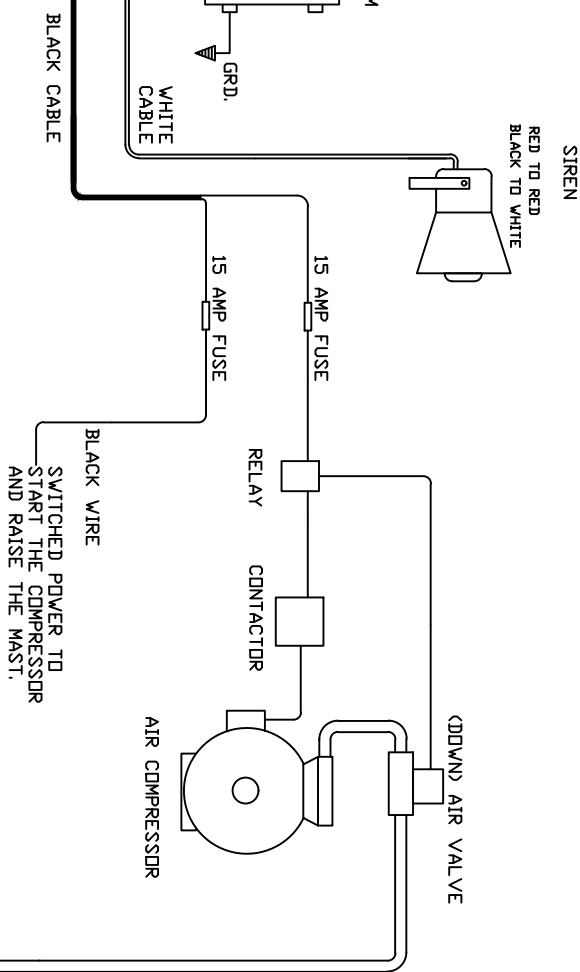 SIREN
RED TO RED
BLACK TO WHITE
GRD.
WHITE
CABLE
BLACK CABLE
15 AMP FUSE
15 AMP FUSE
RELAY
BLACK WIRE
SWITCHED POWER TO
START THE COMPRESSOR
AND RAISE THE MAST.
CONTACTOR
(DOWN) AIR VALVE
AIR COMPRESSOR